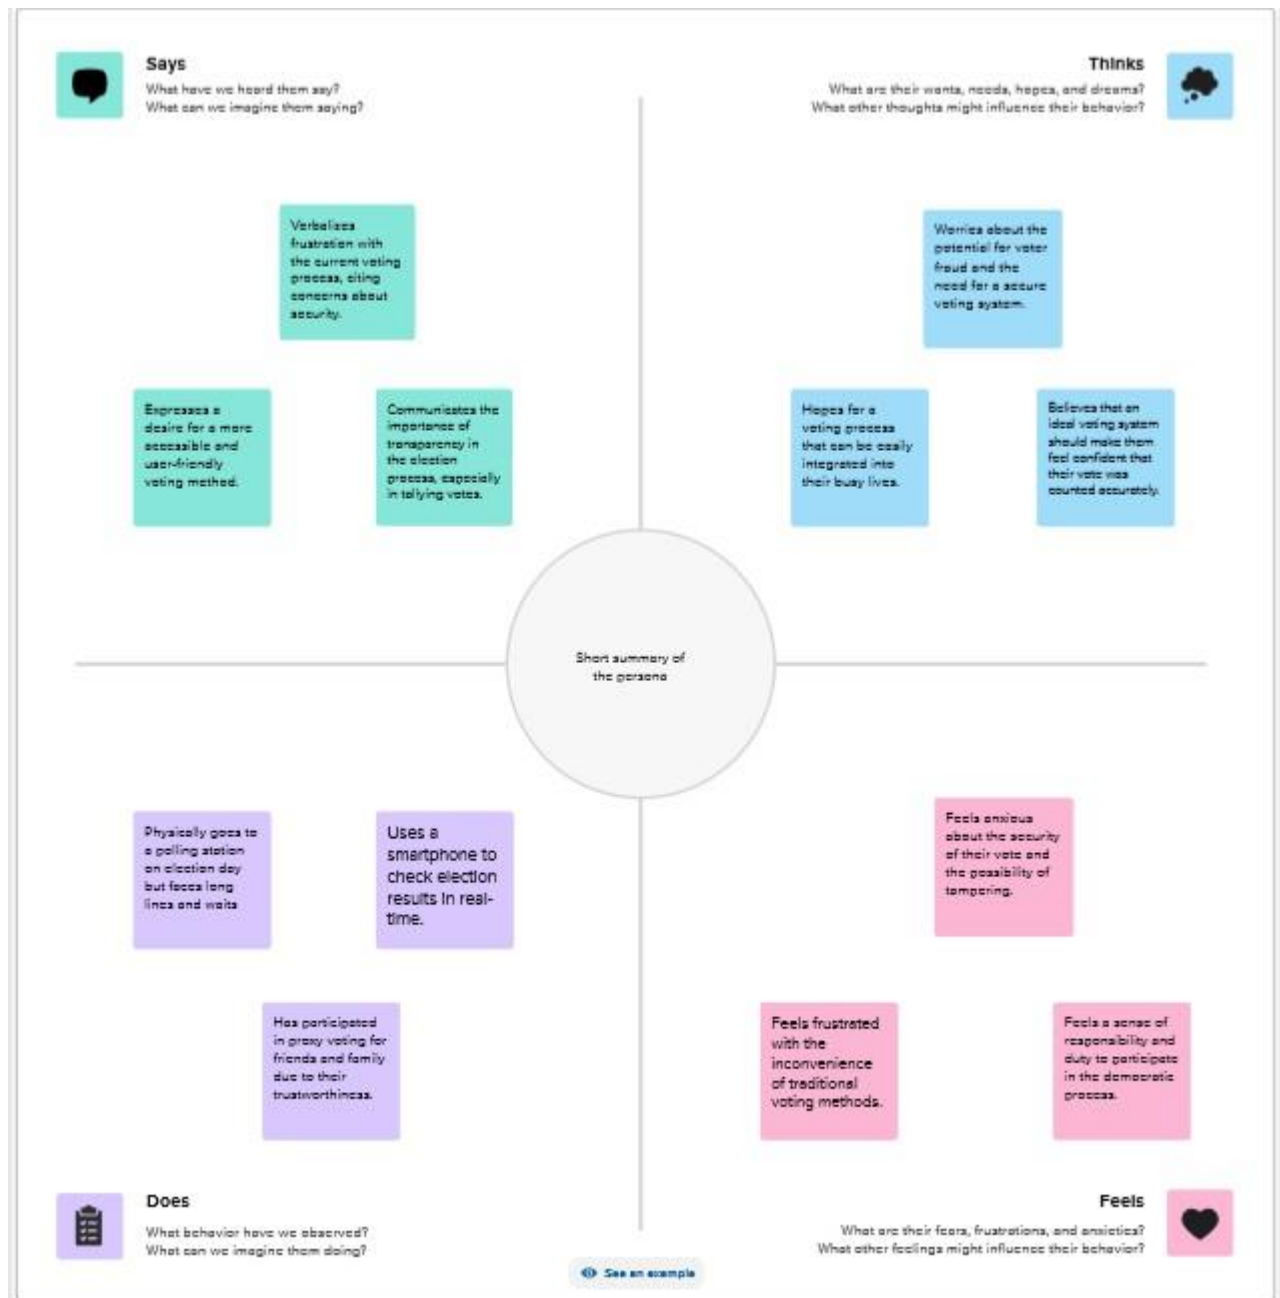 Says
What have we heard them say?
What can we imagine them saying?
Thinks
What are their wants, needs, hopes, and dreams?
What other thoughts might influence their behavior?
Verbalizes
frustration with
the current voting
process, citing
concerns about
security.
Expresses a
desire for a more
accessible and
user-friendly
voting method.
Communicates the
importance of
transparency in
the election
process, especially
in tallying votes.
Worries about the
potential for voter
fraud and the
need for a secure
voting system.
Hopes for a
voting process
that can be easily
integrated into
their busy lives.
Believes that an
ideal voting system
should make them
feel confident that
their vote was
counted accurately.
Short summary of
the persona
Physically goes to
a polling station
on election day
but faces long
lines and waits
Uses a
smartphone to
check election
results in real-
time.
Has participated
in proxy voting for
friends and family
due to their
trustworthiness.
Feels anxious
about the security
of their vote and
the possibility of
tampering.
Feels frustrated
with the
inconvenience
of traditional
voting methods.
Feels a sense of
responsibility and
duty to participate
in the democratic
process.
Does
What behavior have we observed?
What can we imagine them doing?
Feels
What are their fears, frustrations, and anxieties?
What other feelings might influence their behavior?
See an example